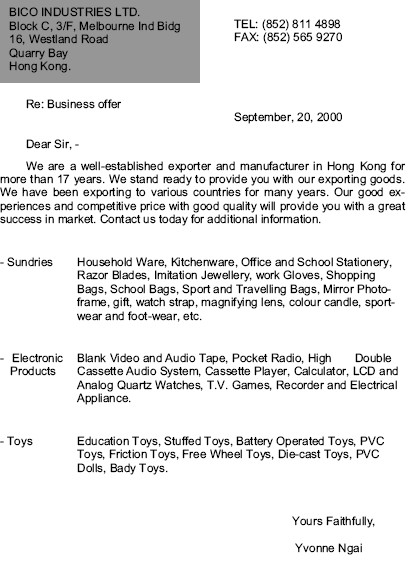 BICO INDUSTRIES LTD.
Block C, 3/F, Melbourne Ind Bidg
16, Westland Road
Quarry Bay
Hong Kong.
TEL: (852) 811 4898
FAX: (852) 565 9270
Re: Business offer
September, 20, 2000
Dear Sir, -
We are a well-established exporter and manufacturer in Hong Kong for
more than 17 years. We stand ready to provide you with our exporting goods.
We have been exporting to various countries for many years. Our good ex-
periences and competitive price with good quality will provide you with a great
success in market. Contact us today for additional information.
- Sundries Household Ware, Kitchenware, Office and School Stationery,
Razor Blades, Imitation Jewellery, work Gloves, Shopping
Bags, School Bags, Sport and Travelling Bags, Mirror Photo-
frame, gift, watch strap, magnifying lens, colour candle, sport-
wear and foot-wear, etc.
- Electronic Blank Video and Audio Tape, Pocket Radio, High Double
Products Cassette Audio System, Cassette Player, Calculator, LCD and
Analog Quartz Watches, T.V. Games, Recorder and Electrical
Appliance.
- Toys Education Toys, Stuffed Toys, Battery Operated Toys, PVC
Toys, Friction Toys, Free Wheel Toys, Die-cast Toys, PVC
Dolls, Bady Toys.
Yours Faithfully,
Yvonne Ngai